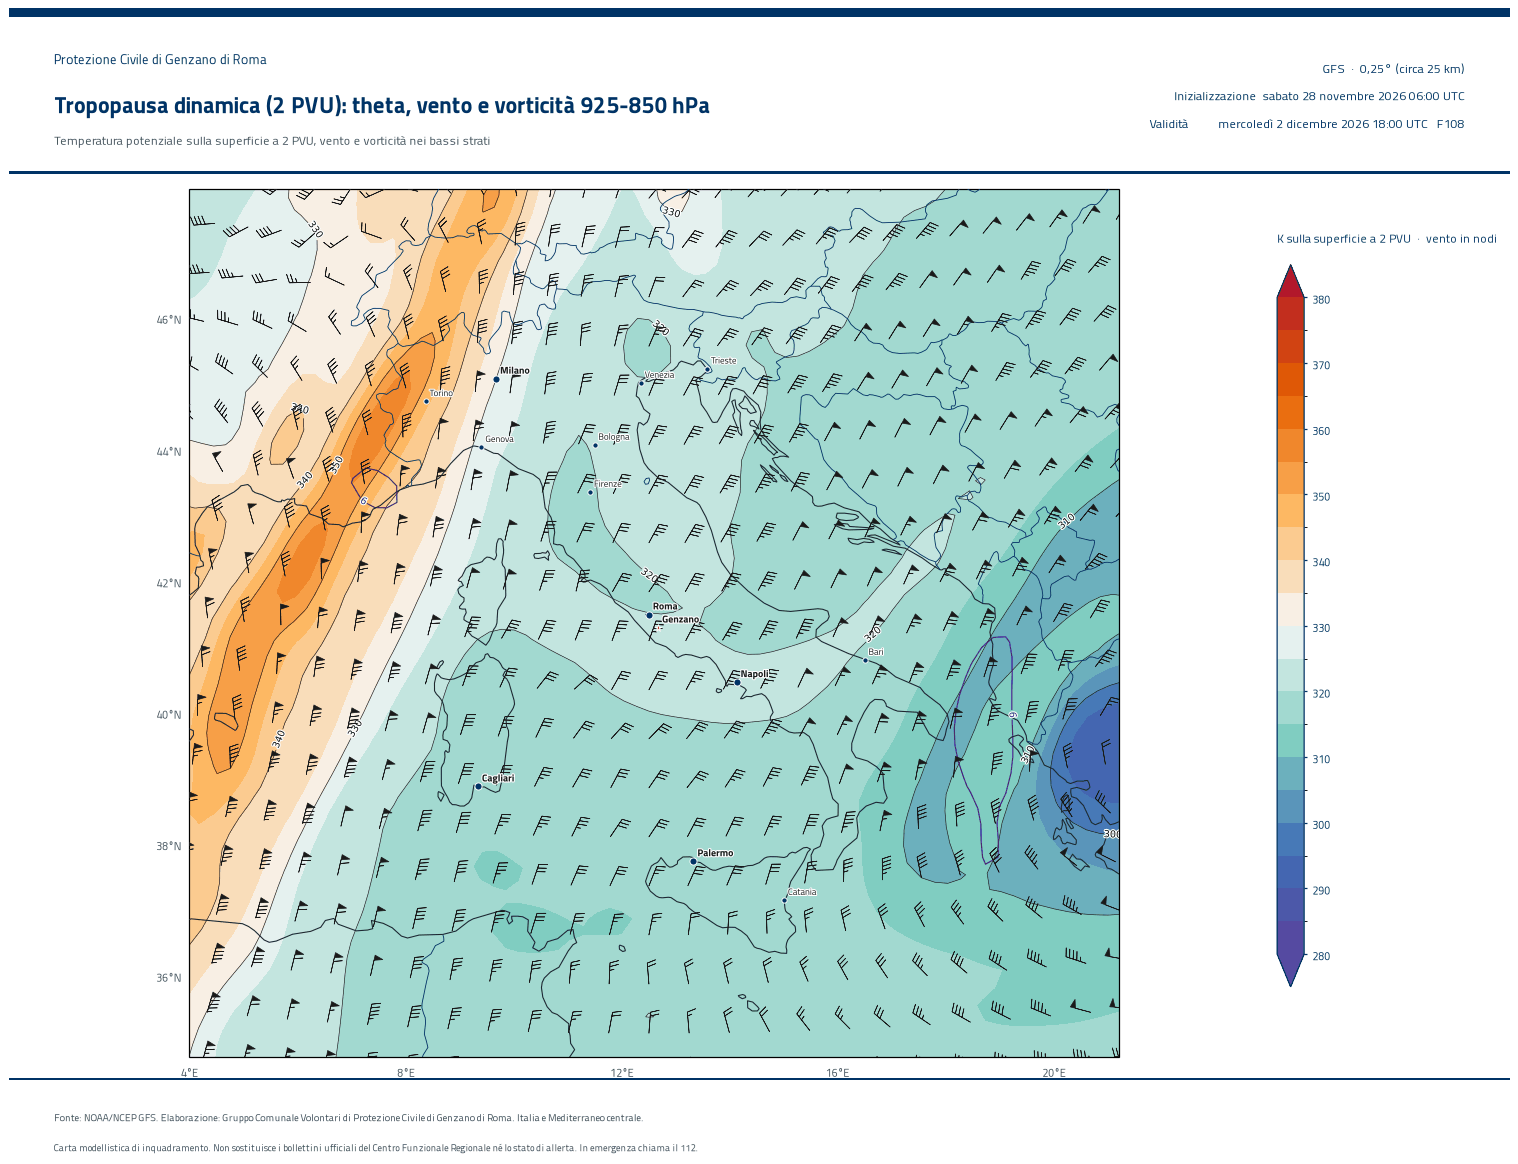 Protezione Civile di Genzano di Roma
Tropopausa dinamica (2 PVU): theta, vento e vorticità 925-850 hPa
Temperatura potenziale sulla superficie a 2 PVU, vento e vorticità nei bassi strati
GFS · 0,25° (circa 25 km)
Inizializzazione sabato 28 novembre 2026 06:00 UTC
Validità mercoledì 2 dicembre 2026 18:00 UTC F108
K sulla superficie a 2 PVU · vento in nodi
380
370
360
350
340
330
320
310
300
290
280
46°N
44°N
42°N
40°N
38°N
36°N
4°E
8°E
12°E
16°E
20°E
330
330
320
Trieste
Venezia
Milano
Torino
Genova
Bologna
Firenze
340
350
6
310
320
Roma
Genzano
320
Bari
Napoli
6
330
340
Cagliari
300
Palermo
Catania
Fonte: NOAA/NCEP GFS. Elaborazione: Gruppo Comunale Volontari di Protezione Civile di Genzano di Roma. Italia e Mediterraneo centrale.
Carta modellistica di inquadramento. Non sostituisce i bollettini ufficiali del Centro Funzionale Regionale né lo stato di allerta. In emergenza chiama il 112.